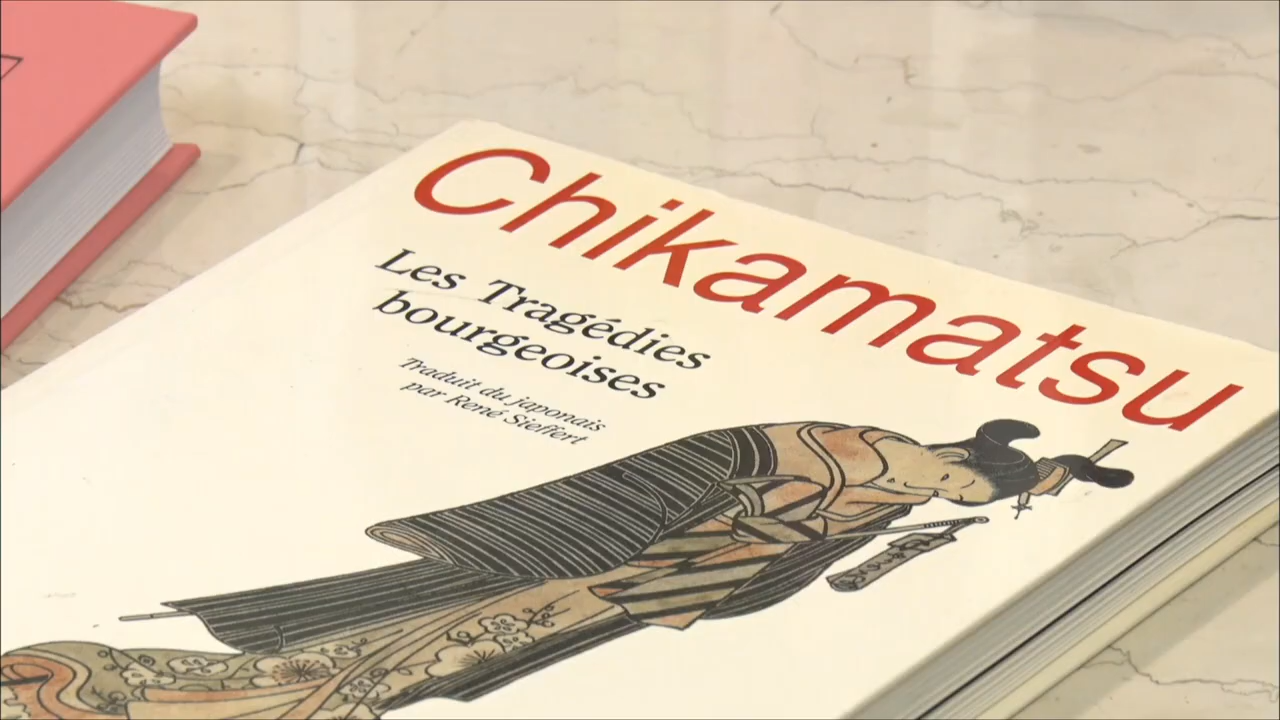 Chikamatsu
Les Tragédies
bourgeoises
Traduit du japonais
par René Sieffert